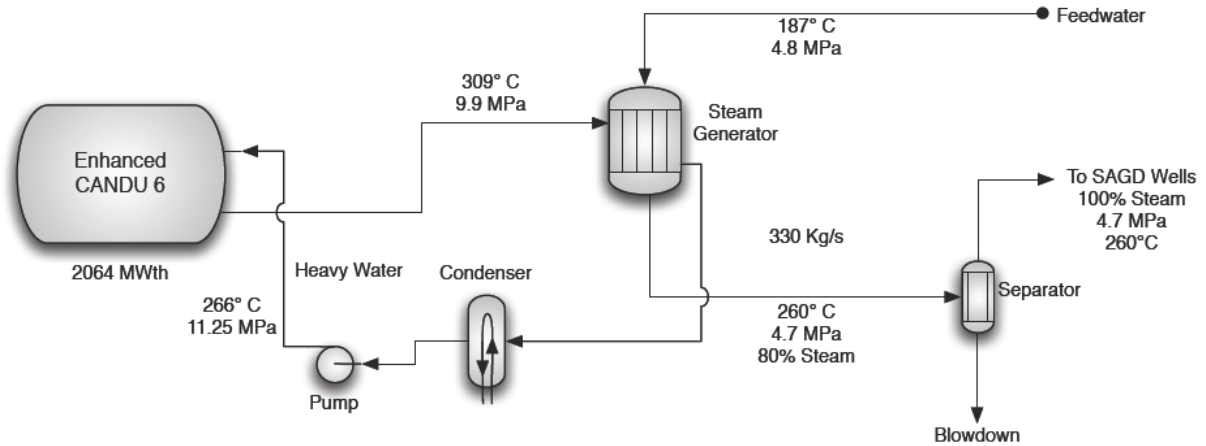 Feedwater
187° C
4.8 MPa
309° C
9.9 MPa
Steam
Generator
Enhanced
CANDU 6
To SAGD Wells
100% Steam
4.7 MPa
260°C
330 Kg/s
2064 MWth
Heavy Water
Condenser
Separator
266° C
11.25 MPa
260° C
4.7 MPa
80% Steam
Pump
Blowdown